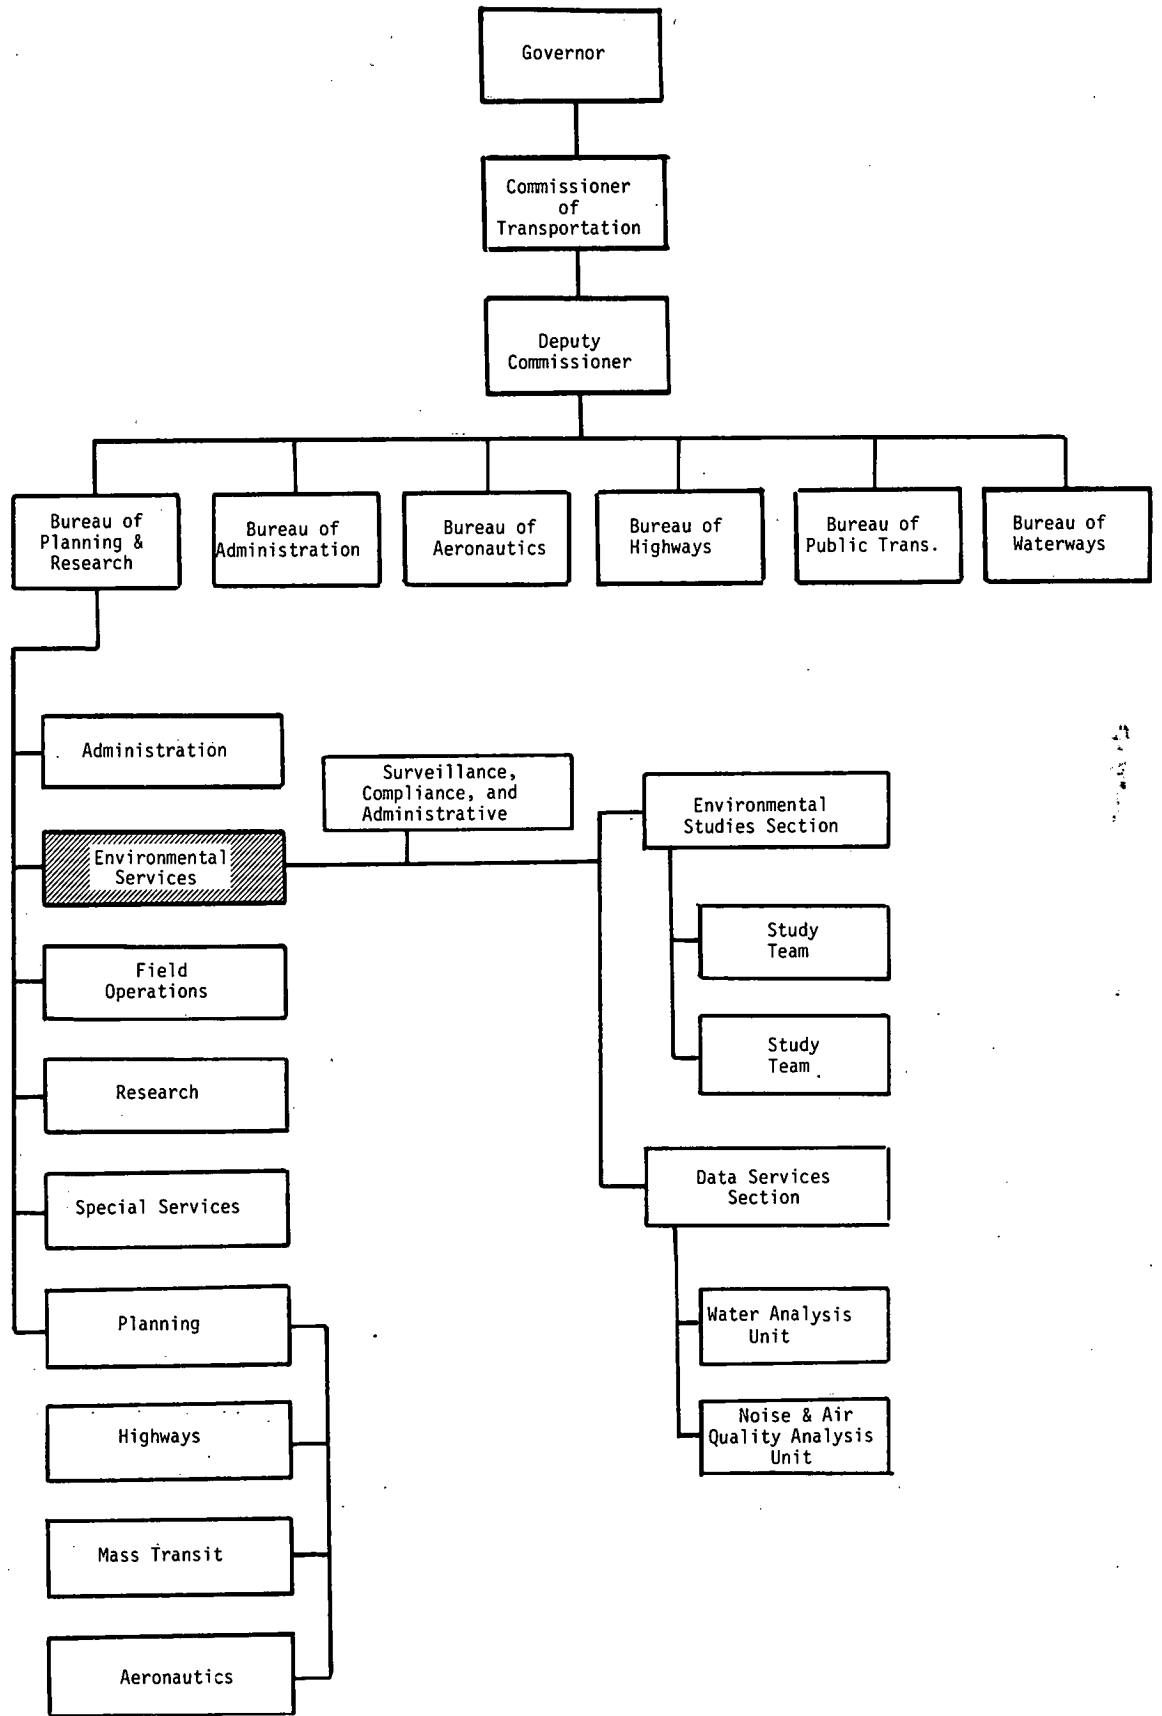 Governor
Commissioner
of
Transportation
Deputy
Commissioner
Bureau of
Planning &
Research
Bureau of
Administration
Bureau of
Aeronautics
Bureau of
Highways
Bureau of
Public Trans.
Bureau of
Waterways
Administration
Surveillance,
Compliance, and
Administrative
Environmental
Studies Section
Environmental
Services
Study
Team
Field
Operations
Study
Team
Research
Data Services
Section
Special Services
Water Analysis
Unit
Planning
Noise & Air
Quality Analysis
Unit
Highways
Mass Transit
Aeronautics